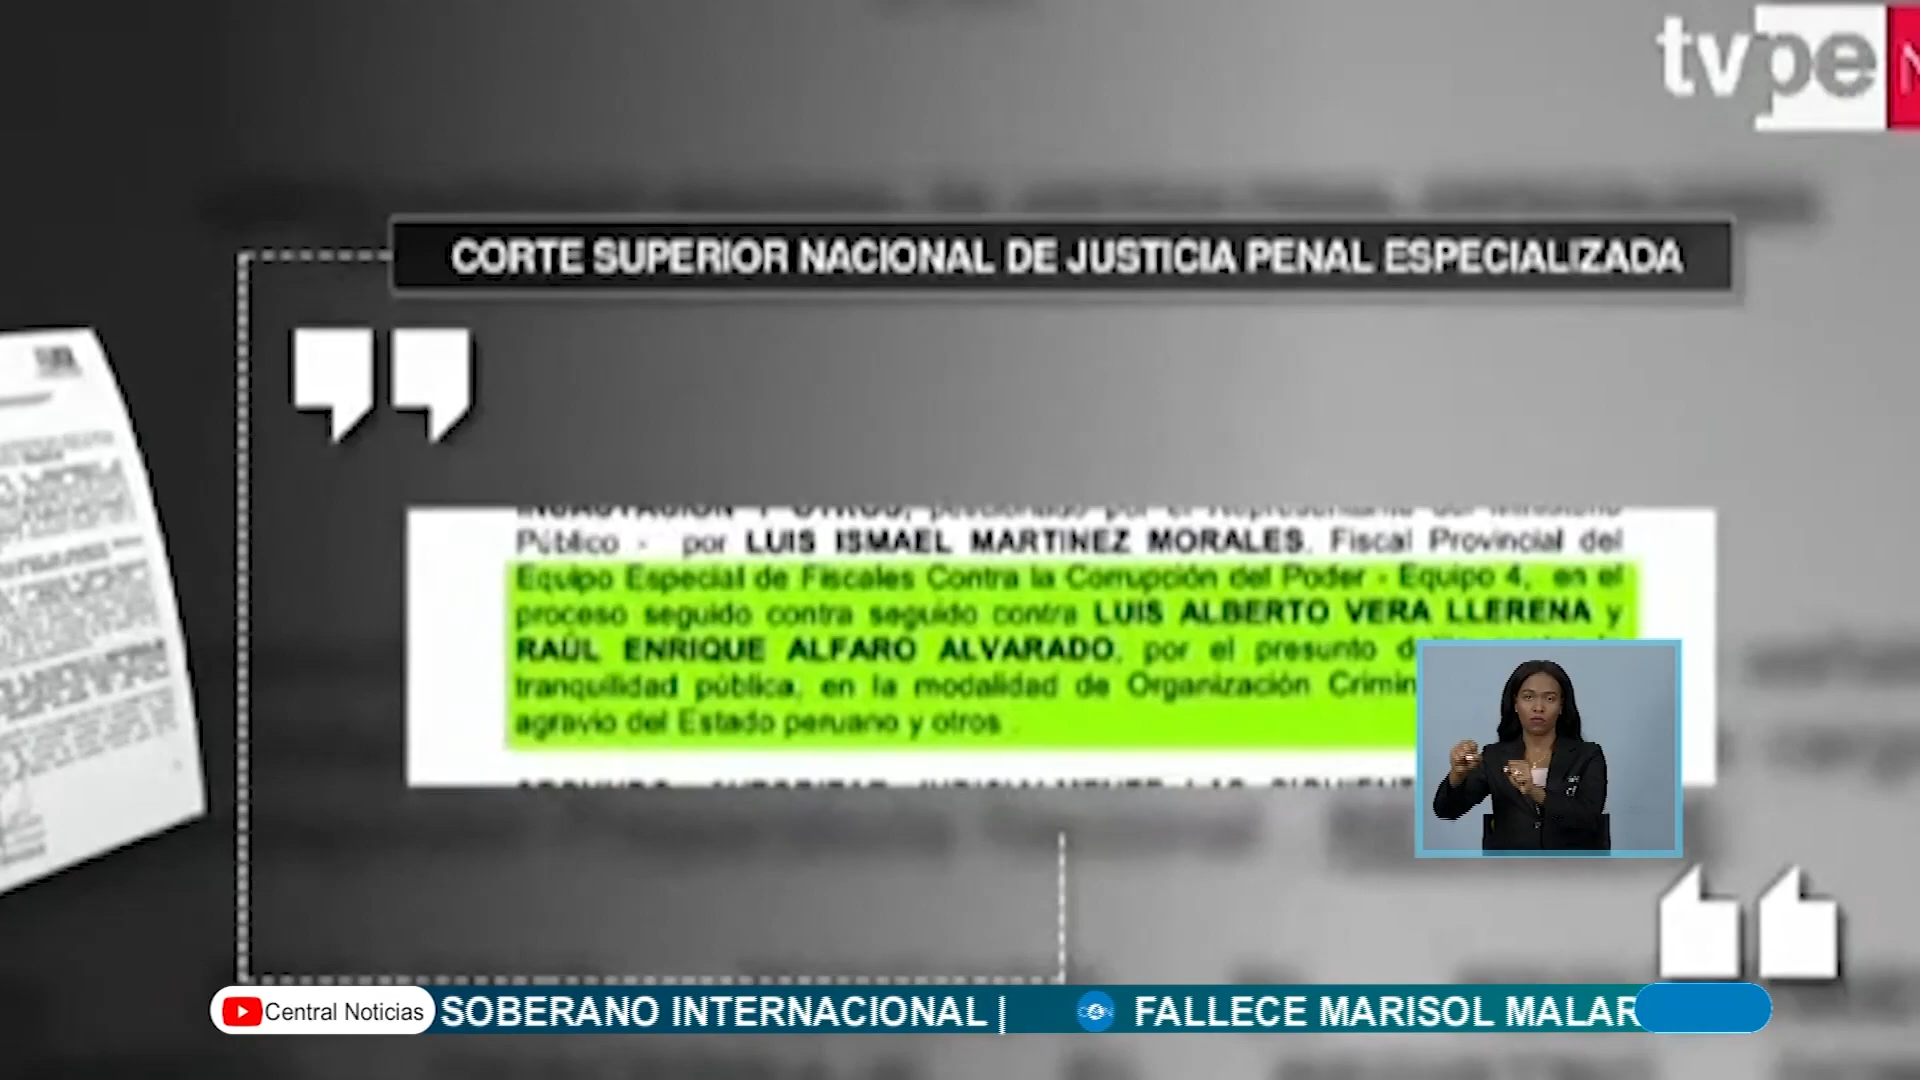 tvpe N
CORTE SUPERIOR NACIONAL DE JUSTICIA PENAL ESPECIALIZADA
Público - por LUIS ISMAEL MARTINEZ MORALES, Fiscal Provincial del
Equipo Especial de Fiscales Contra la Corrupción del Poder - Equipo 4, en el
proceso seguido contra seguido contra LUIS ALBERTO VERA LLERENA y
RAÚL ENRIQUE ALFARO ALVARADO, por el presunto
tranquilidad pública, en la modalidad de Organización Crimin
agravio del Estado peruano y otros.
Central Noticias SOBERANO INTERNACIONAL | FALLECE MARISOL MALAR